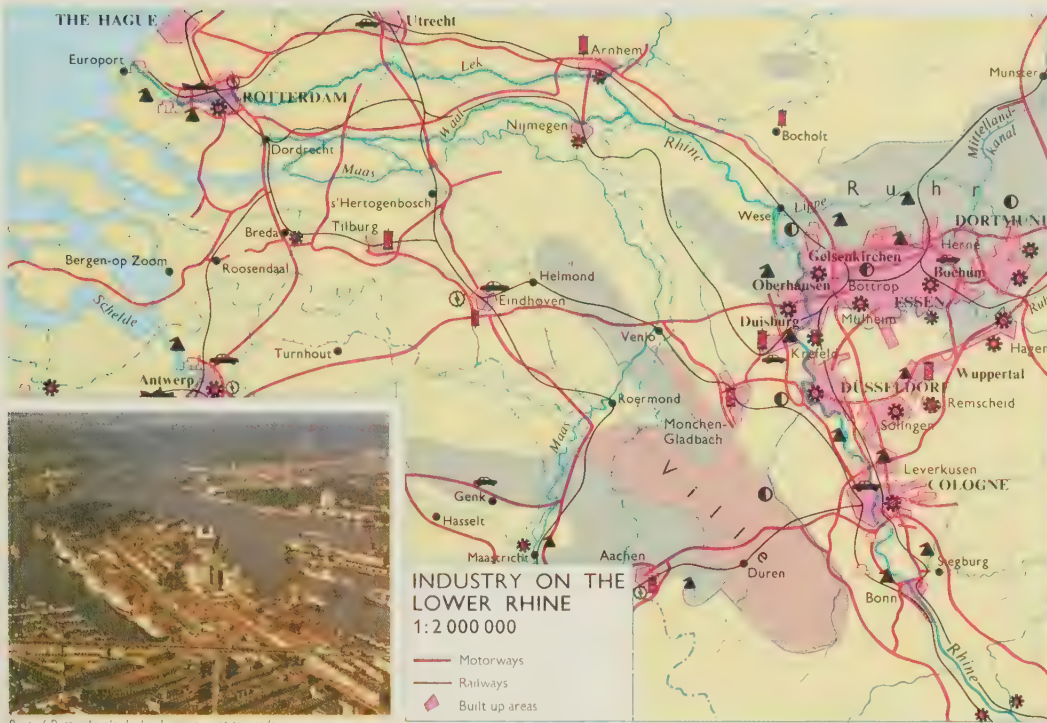 THE HAGUE
Utrecht
Europort
Arnhem
Lek
Munster
ROTTERDAM
Waal
Nijmegen
Bocholt
Mittelland-
kanal
Dordrecht
Rhine
Maas
Ruhr
s'Hertogenbosch
Wesel
Lippe
DORTMUND
Breda
Tilburg
Herne
Gelsenkirchen
Bergen-op Zoom
Roosendaal
Helmond
Bochum
Oberhausen
Bottrop
Eindhoven
ESSEN
Schelde
Duisburg
Mulheim
Ruh
Turnhout
Venlo
Krefeld
Hagen
Antwerp
Wuppertal
DUSSELDORF
Roermond
Remscheid
Monchen-
Gladbach
Solingen
Maas
Ville
Leverkusen
COLOGNE
Genk
Hasselt
Maastricht
Aachen
Duren
Siegburg
Bonn
INDUSTRY ON THE
LOWER RHINE
1:2 000 000
Motorways
Railways
Built up areas
Rhine